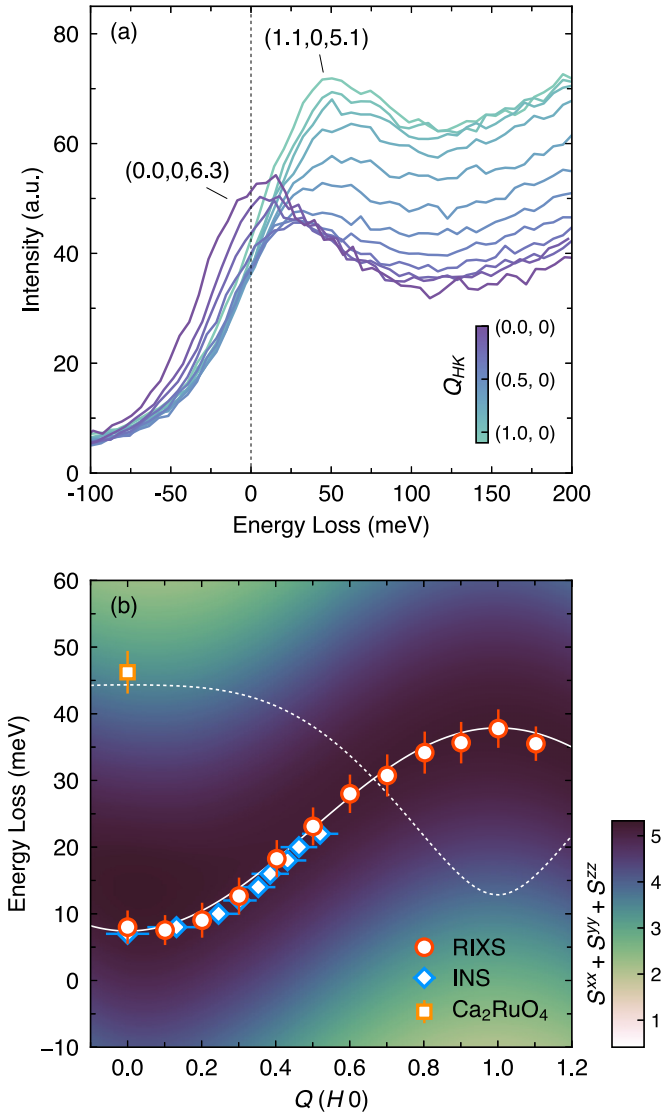 (a)
(1.1,0,5.1)
(0.0,0,6.3)
80
60
40
20
0
Intensity (a.u.)
Q_HK
(0.0, 0)
(0.5, 0)
(1.0, 0)
-100 -50 0 50 100 150 200
Energy Loss (meV)
(b)
60
50
40
30
20
10
0
−10
Energy Loss (meV)
RIXS
INS
Ca₂RuO₄
0.0 0.2 0.4 0.6 0.8 1.0 1.2
Q (H 0)
5
4
3
2
1
Sˣˣ + Sʸʸ + Sᶻᶻ